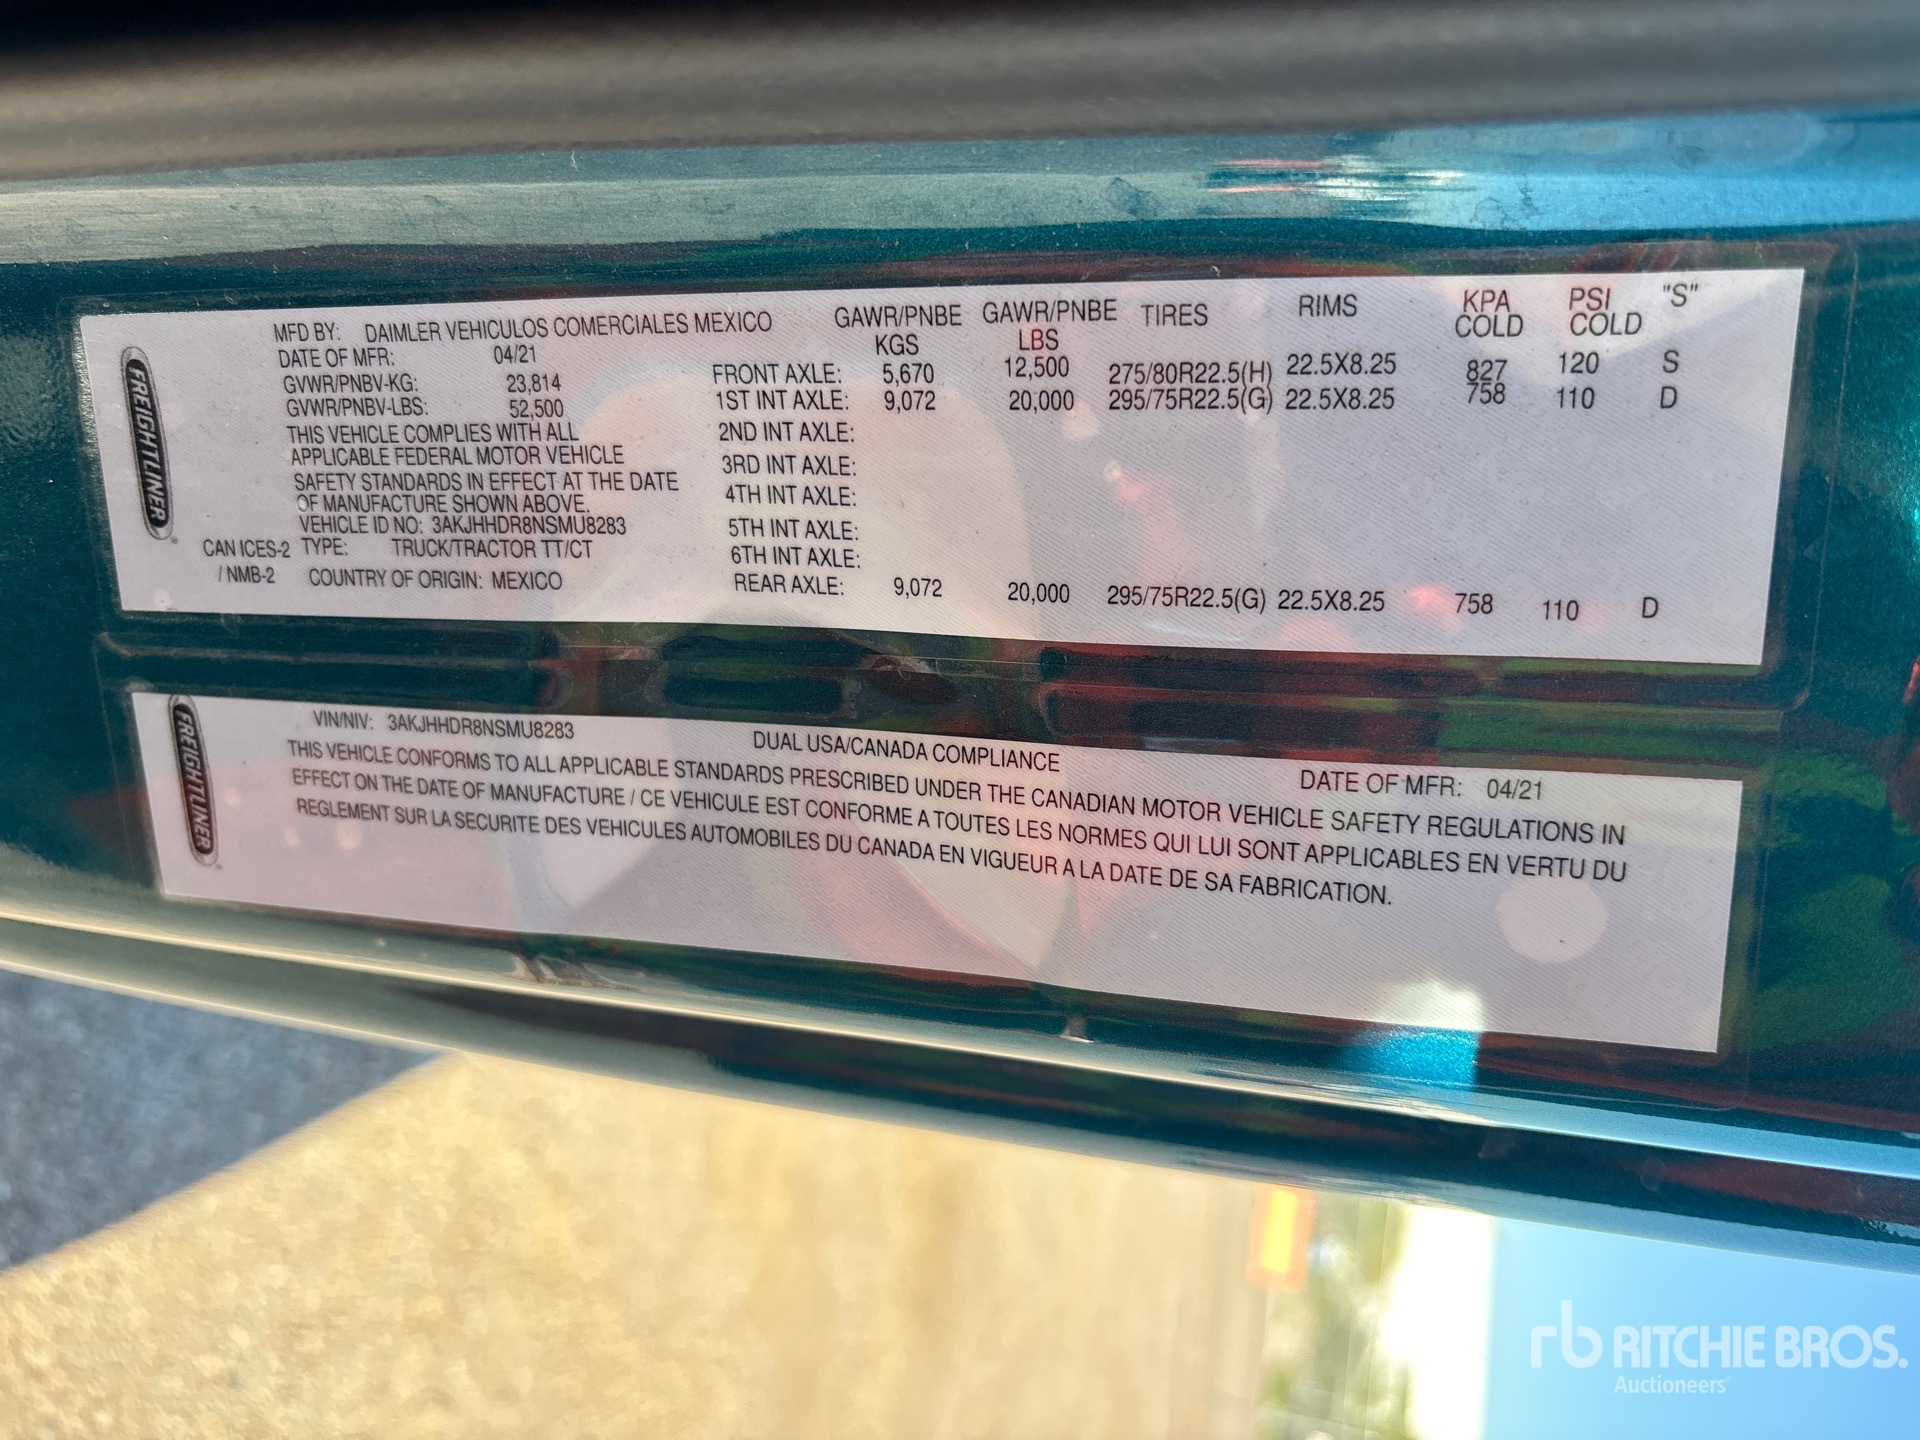 FREIGHTLINER
MFD BY: DAIMLER VEHICULOS COMERCIALES MEXICO
DATE OF MFR: 04/21
GVWR/PNBV-KG: 23,814
GVWR/PNBV-LBS: 52,500
THIS VEHICLE COMPLIES WITH ALL
APPLICABLE FEDERAL MOTOR VEHICLE
SAFETY STANDARDS IN EFFECT AT THE DATE
OF MANUFACTURE SHOWN ABOVE.
VEHICLE ID NO: 3AKJHHDR8NSMU8283
CAN ICES-2 TYPE: TRUCK/TRACTOR TT/CT
/ NMB-2 COUNTRY OF ORIGIN: MEXICO
GAWR/PNBE GAWR/PNBE TIRES RIMS KPA PSI "S"
KGS LBS COLD COLD
FRONT AXLE: 5,670 12,500 275/80R22.5(H) 22.5X8.25 827 120 S
1ST INT AXLE: 9,072 20,000 295/75R22.5(G) 22.5X8.25 758 110 D
2ND INT AXLE:
3RD INT AXLE:
4TH INT AXLE:
5TH INT AXLE:
6TH INT AXLE:
REAR AXLE: 9,072 20,000 295/75R22.5(G) 22.5X8.25 758 110 D
FREIGHTLINER
VIN/NIV: 3AKJHHDR8NSMU8283 DUAL USA/CANADA COMPLIANCE DATE OF MFR: 04/21
THIS VEHICLE CONFORMS TO ALL APPLICABLE STANDARDS PRESCRIBED UNDER THE CANADIAN MOTOR VEHICLE SAFETY REGULATIONS IN
EFFECT ON THE DATE OF MANUFACTURE / CE VEHICULE EST CONFORME A TOUTES LES NORMES QUI LUI SONT APPLICABLES EN VERTU DU
REGLEMENT SUR LA SECURITE DES VEHICULES AUTOMOBILES DU CANADA EN VIGUEUR A LA DATE DE SA FABRICATION.
rb RITCHIE BROS.
Auctioneers